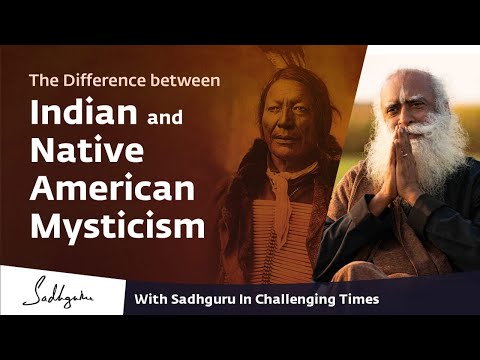 The Difference between
Indian and
Native
American
Mysticism
Sadhguru
With Sadhguru In Challenging Times